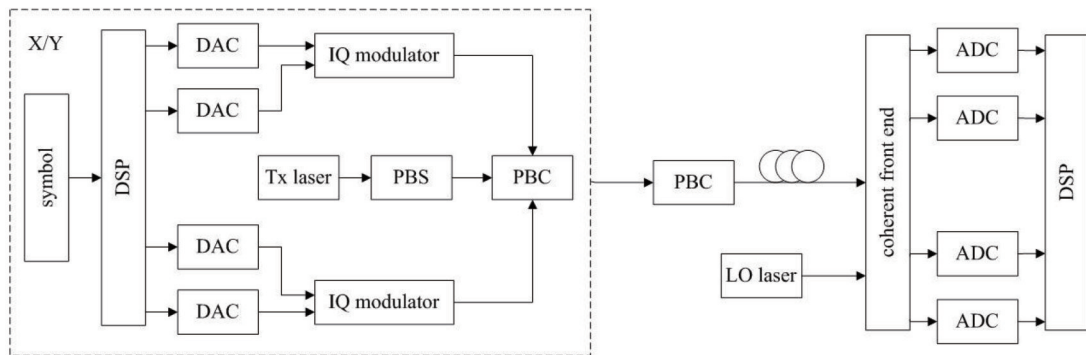 X/Y
symbol
DSP
DAC
DAC
IQ modulator
Tx laser
PBS
PBC
DAC
DAC
IQ modulator
PBC
LO laser
coherent front end
ADC
ADC
ADC
ADC
DSP